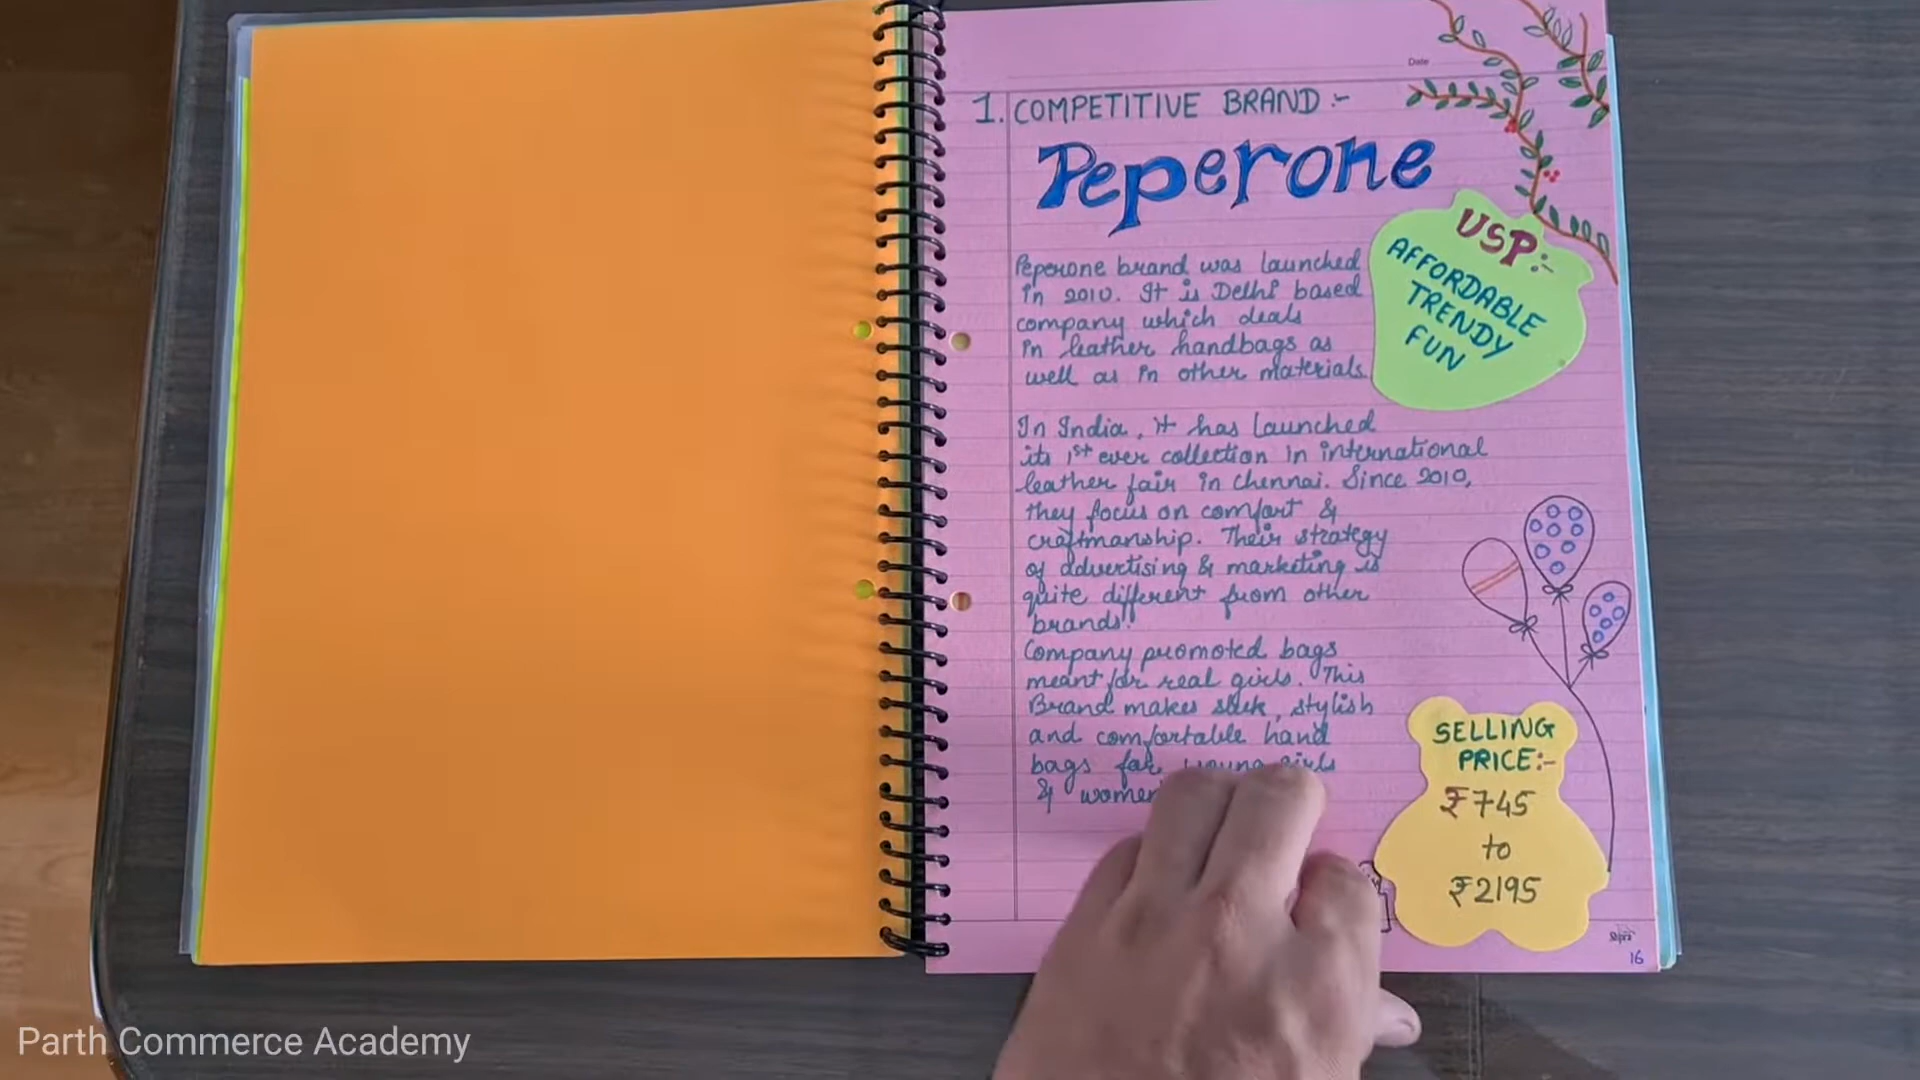 Date
1. COMPETITIVE BRAND :-
Peperone
USP:-
AFFORDABLE
TRENDY
FUN
Peperone brand was launched
in 2010. It is Delhi based
company which deals
in leather handbags as
well as in other materials.
In India, it has launched
its 1st ever collection in international
leather fair in Chennai. Since 2010,
they focus on comfort &
craftmanship. Their strategy
of advertising & marketing is
quite different from other
brands.
Company promoted bags
meant for real girls. This
Brand makes sleek, stylish
and comfortable hand
bags for young girls
& women
SELLING
PRICE:-
₹745
to
₹2195
16
Parth Commerce Academy